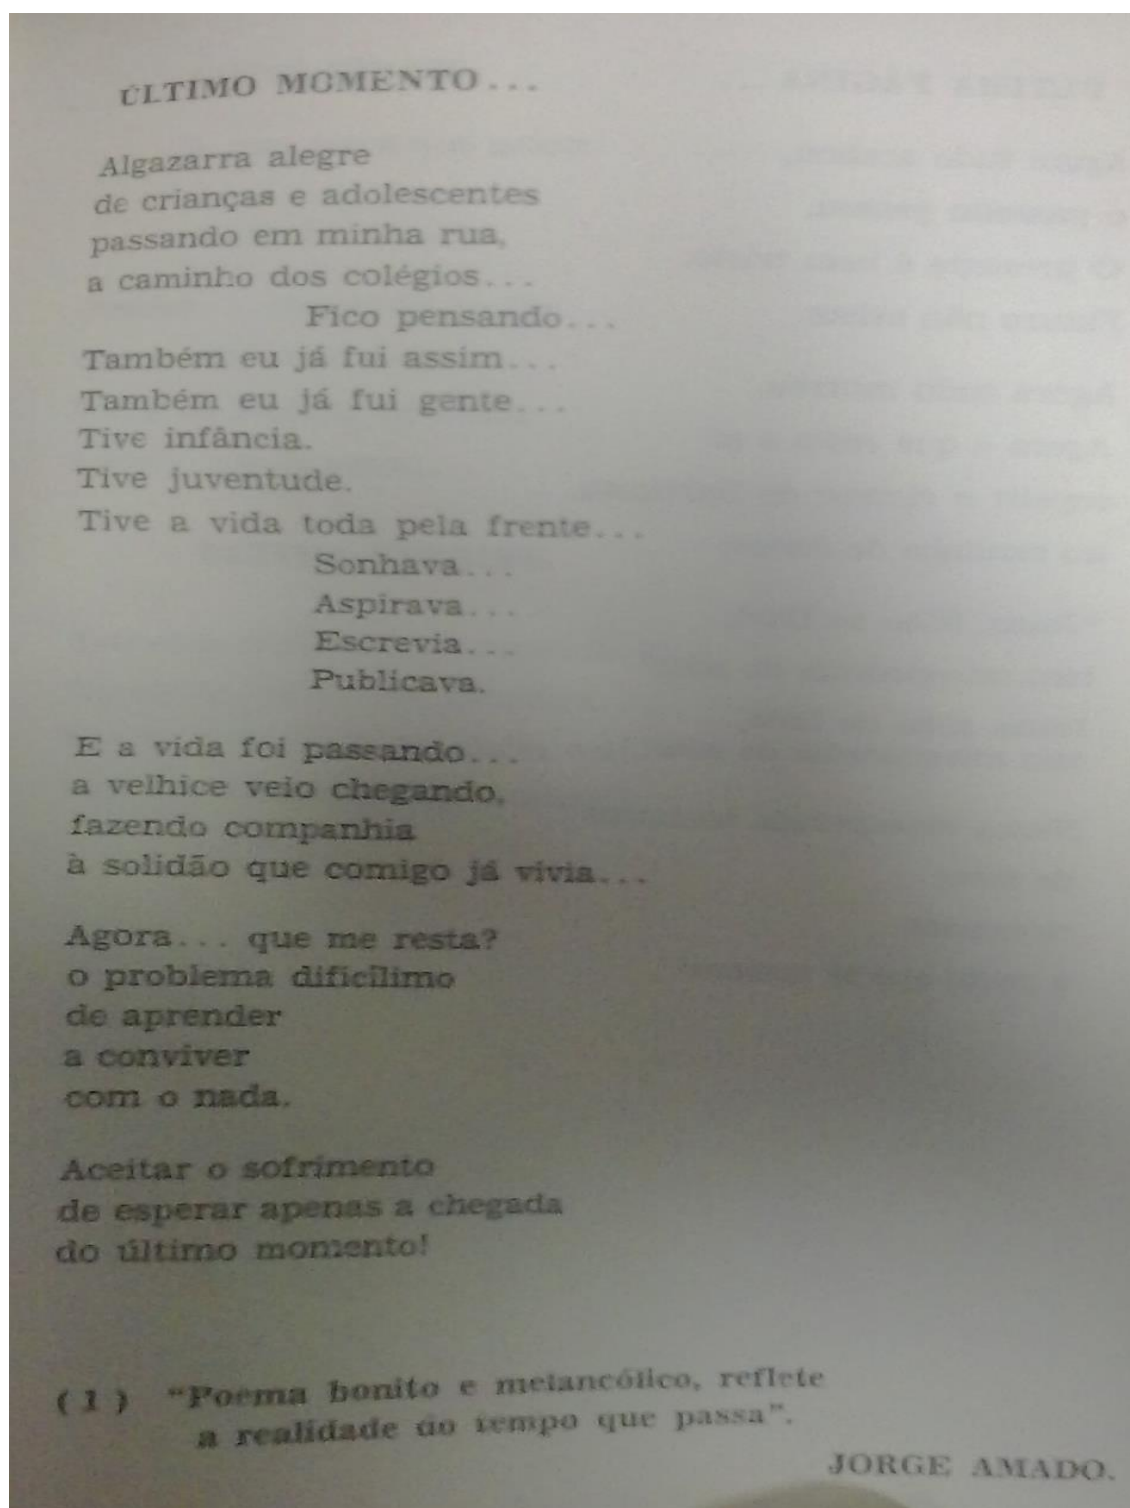 ÚLTIMO MOMENTO...
Algazarra alegre
de crianças e adolescentes
passando em minha rua,
a caminho dos colégios...
Fico pensando...
Também eu já fui assim...
Também eu já fui gente...
Tive infância.
Tive juventude.
Tive a vida toda pela frente...
Sonhava...
Aspirava...
Escrevia...
Publicava.
E a vida foi passando...
a velhice veio chegando,
fazendo companhia
à solidão que comigo já vivia...
Agora... que me resta?
o problema dificílimo
de aprender
a conviver
com o nada.
Aceitar o sofrimento
de esperar apenas a chegada
do último momento!
(1) "Poema bonito e melancólico, reflete
a realidade do tempo que passa".
JORGE AMADO.